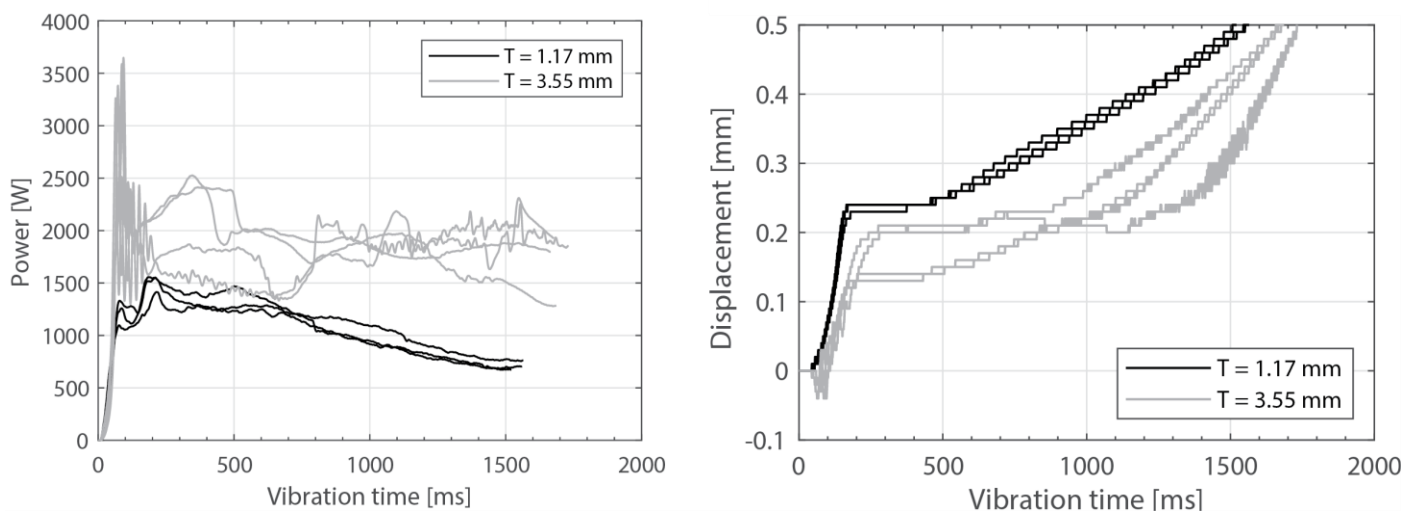 4000
3500
3000
2500
2000
1500
1000
500
0
Power [W]
T = 1.17 mm
T = 3.55 mm
0 500 1000 1500 2000
Vibration time [ms]
0.5
0.4
0.3
0.2
0.1
0
-0.1
Displacement [mm]
T = 1.17 mm
T = 3.55 mm
0 500 1000 1500 2000
Vibration time [ms]